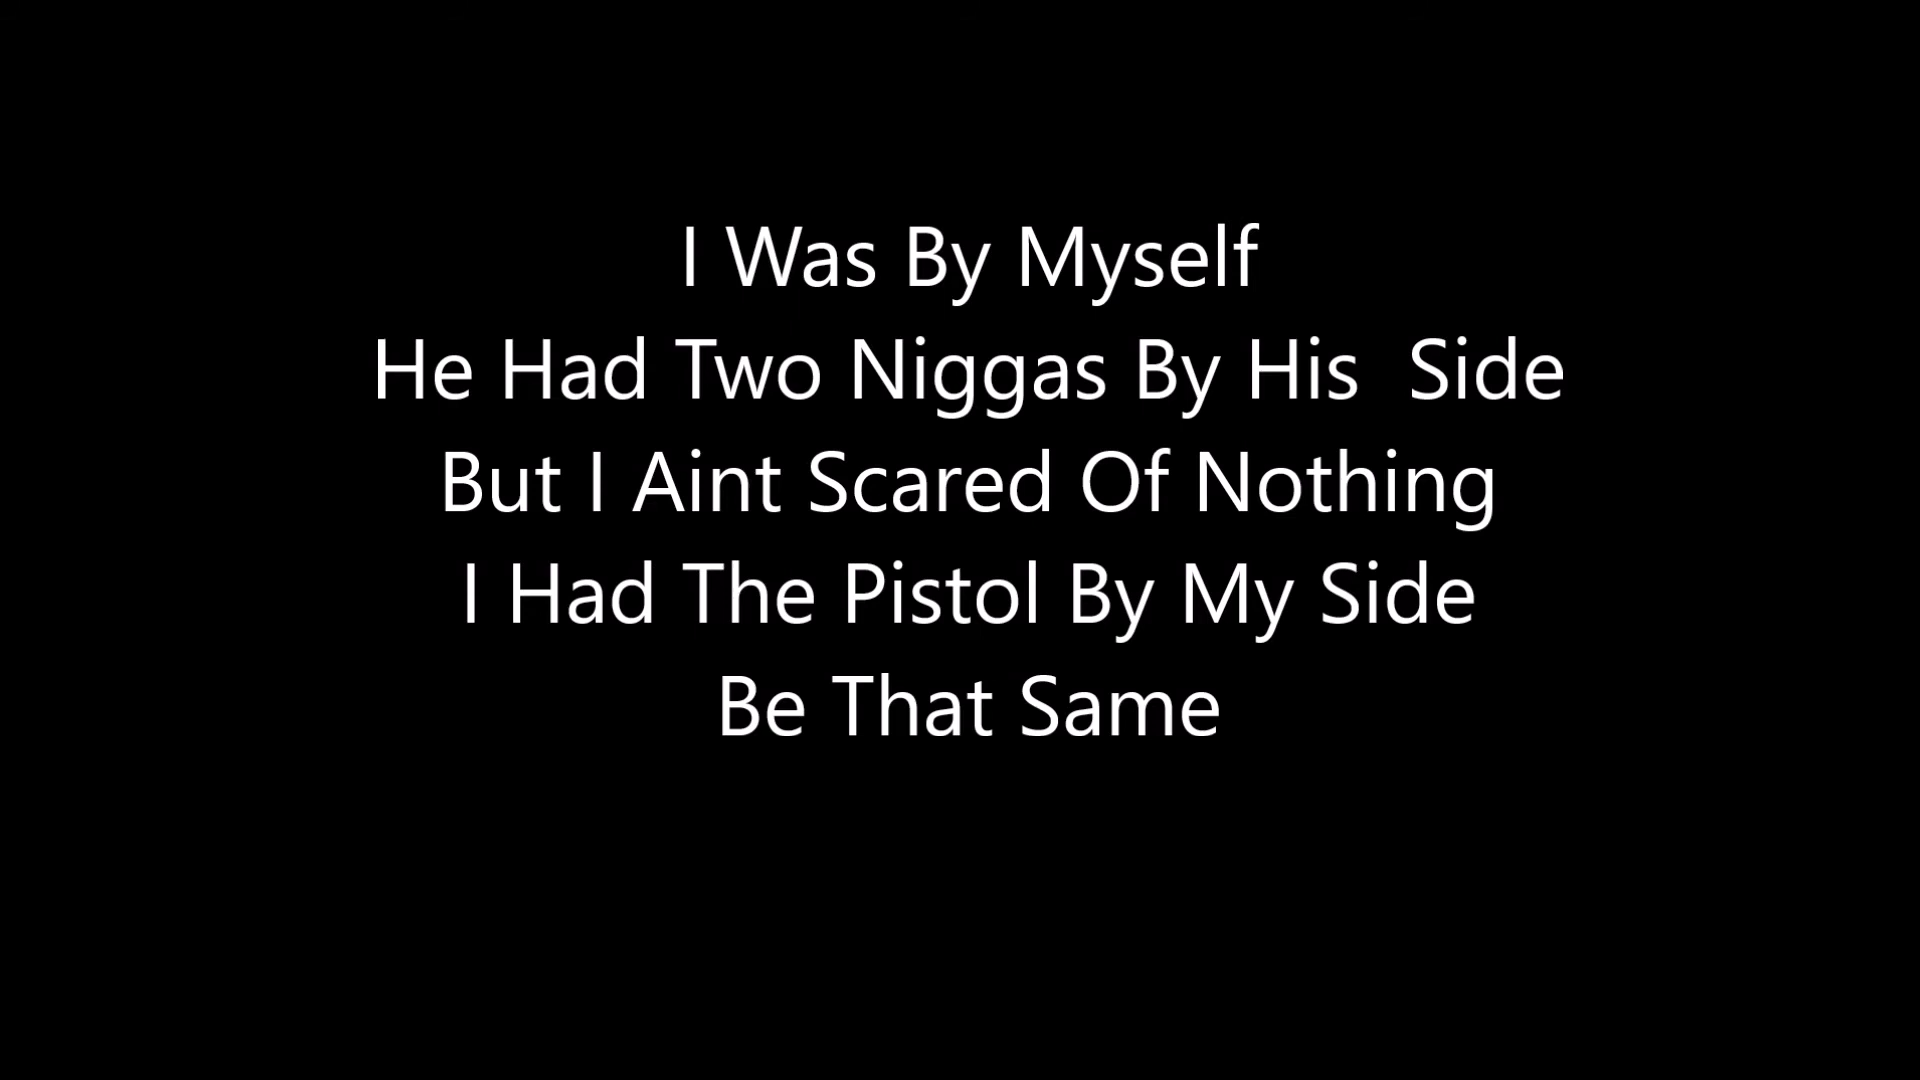 I Was By Myself
He Had Two Niggas By His  Side
But I Aint Scared Of Nothing
I Had The Pistol By My Side
Be That Same